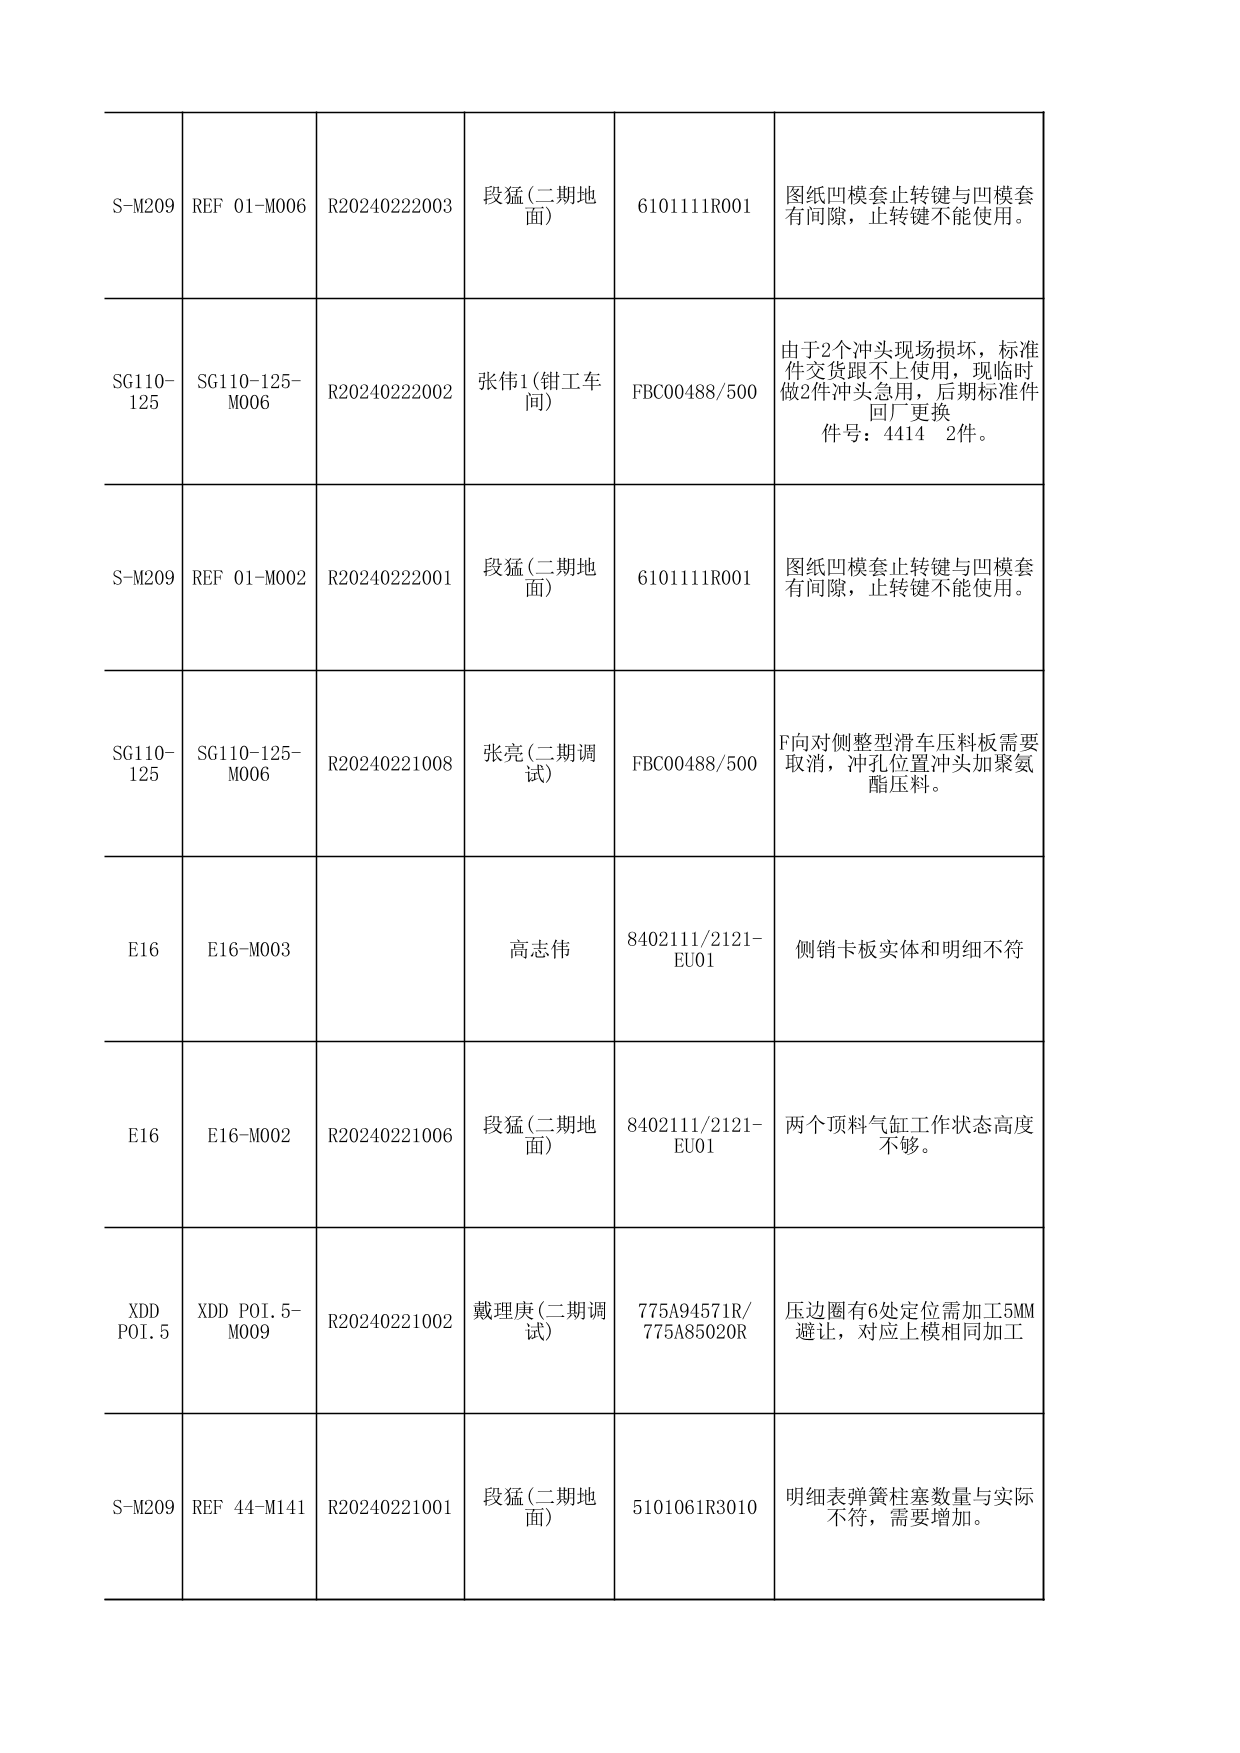 S-M209
REF 01-M006
R20240222003
段猛(二期地
面)
6101111R001
图纸凹模套止转键与凹模套
有间隙，止转键不能使用。
SG110-
125
SG110-125-
M006
R20240222002
张伟1(钳工车
间)
FBC00488/500
由于2个冲头现场损坏，标准
件交货跟不上使用，现临时
做2件冲头急用，后期标准件
回厂更换
件号：4414  2件。
S-M209
REF 01-M002
R20240222001
段猛(二期地
面)
6101111R001
图纸凹模套止转键与凹模套
有间隙，止转键不能使用。
SG110-
125
SG110-125-
M006
R20240221008
张亮(二期调
试)
FBC00488/500
F向对侧整型滑车压料板需要
取消，冲孔位置冲头加聚氨
酯压料。
E16
E16-M003
高志伟
8402111/2121-
EU01
侧销卡板实体和明细不符
E16
E16-M002
R20240221006
段猛(二期地
面)
8402111/2121-
EU01
两个顶料气缸工作状态高度
不够。
XDD
POI.5
XDD POI.5-
M009
R20240221002
戴理庚(二期调
试)
775A94571R/
775A85020R
压边圈有6处定位需加工5MM
避让，对应上模相同加工
S-M209
REF 44-M141
R20240221001
段猛(二期地
面)
5101061R3010
明细表弹簧柱塞数量与实际
不符，需要增加。